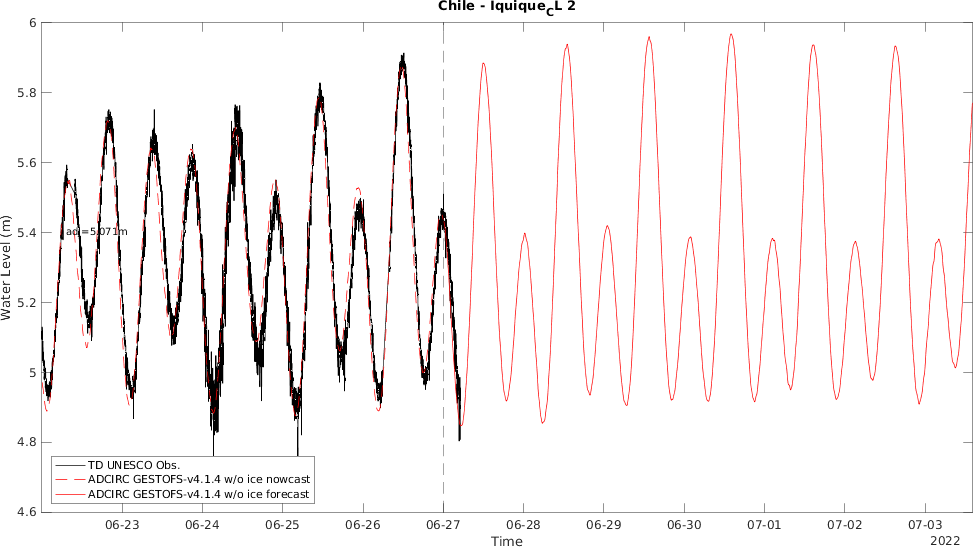 Chile - IquiqueCL 2
6
5.8
5.6
5.4
5.2
5
4.8
4.6
Water Level (m)
adj=5.071m
TD UNESCO Obs.
ADCIRC GESTOFS-v4.1.4 w/o ice nowcast
ADCIRC GESTOFS-v4.1.4 w/o ice forecast
06-23
06-24
06-25
06-26
06-27
06-28
06-29
06-30
07-01
07-02
07-03
Time
2022